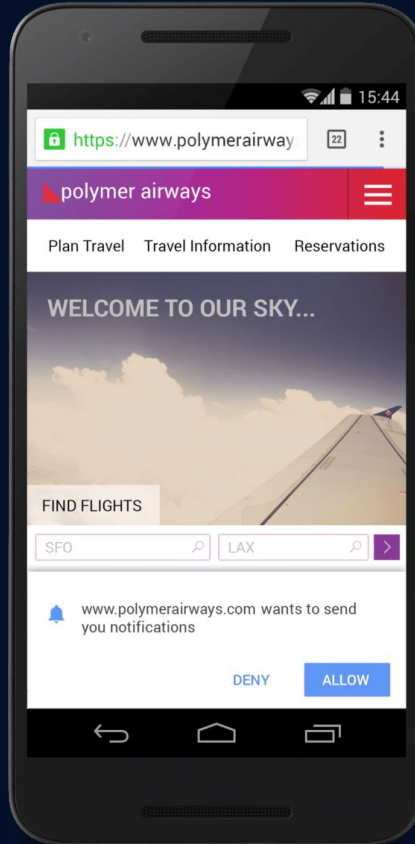 15:44
https://www.polymerairway
22
polymer airways
Plan Travel Travel Information Reservations
WELCOME TO OUR SKY...
FIND FLIGHTS
SFO LAX
www.polymerairways.com wants to send
you notifications
DENY ALLOW